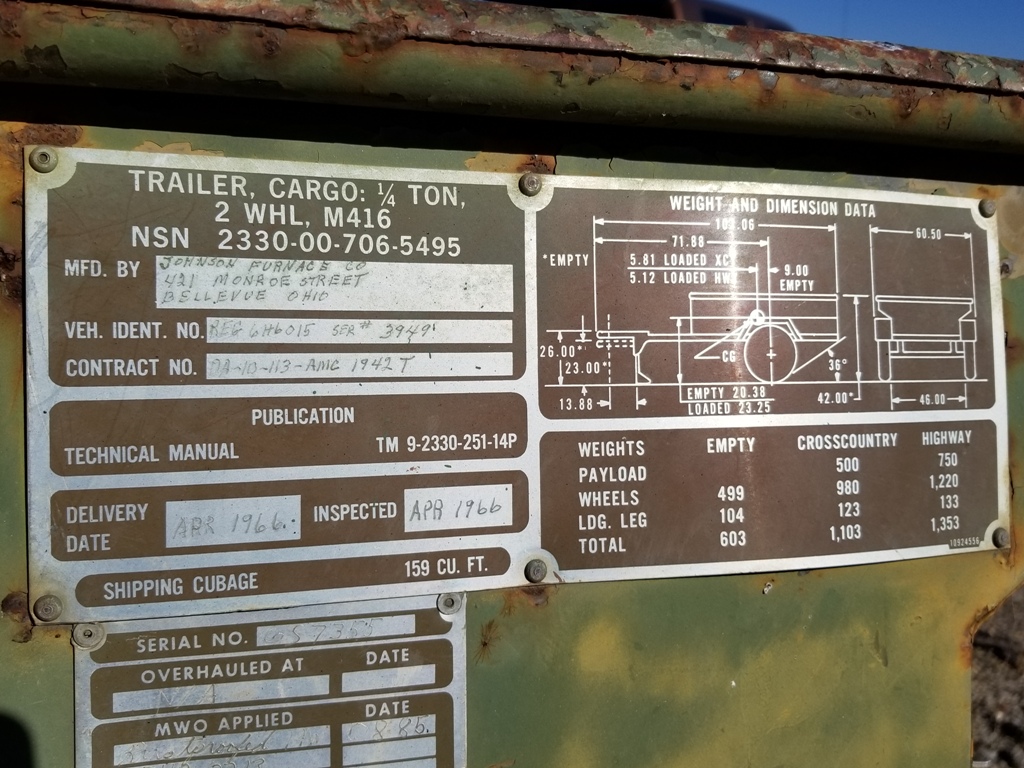 TRAILER, CARGO: ¼ TON,
2 WHL, M416
NSN 2330-00-706-5495
MFD. BY JOHNSON FURNACE CO
421 MONROE STREET
BELLEVUE OHIO
VEH. IDENT. NO. REG 6H6015 SER# 3949
CONTRACT NO. DA-10-113-AMC 1942 T
PUBLICATION
TECHNICAL MANUAL TM 9-2330-251-14P
DELIVERY DATE APR 1966 INSPECTED APR 1966
SHIPPING CUBAGE 159 CU. FT.
WEIGHT AND DIMENSION DATA
71.88
60.50
*EMPTY
5.81 LOADED XC
5.12 LOADED HW
9.00
EMPTY
26.00*
23.00*
CG
36°
13.88
EMPTY 20.38
LOADED 23.25
42.00*
46.00
WEIGHTS EMPTY CROSSCOUNTRY HIGHWAY
PAYLOAD 500 750
WHEELS 499 980 1,220
LDG. LEG 104 123 133
TOTAL 603 1,103 1,353
10924556
SERIAL NO.
OVERHAULED AT DATE
MWO APPLIED DATE